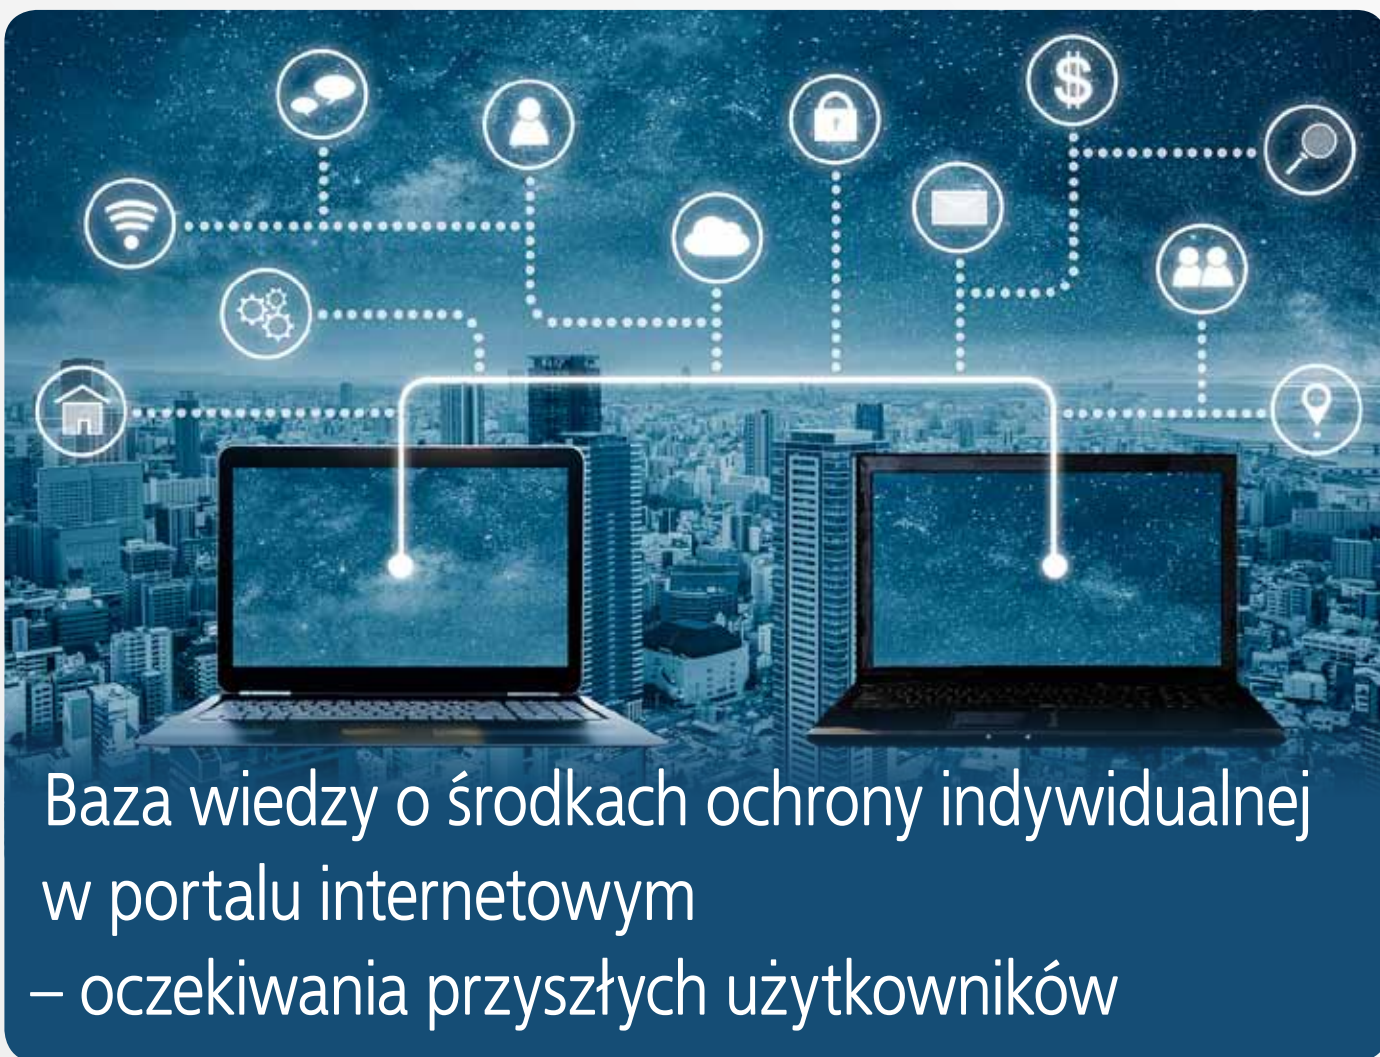 Baza wiedzy o środkach ochrony indywidualnej
w portalu internetowym
– oczekiwania przyszłych użytkowników